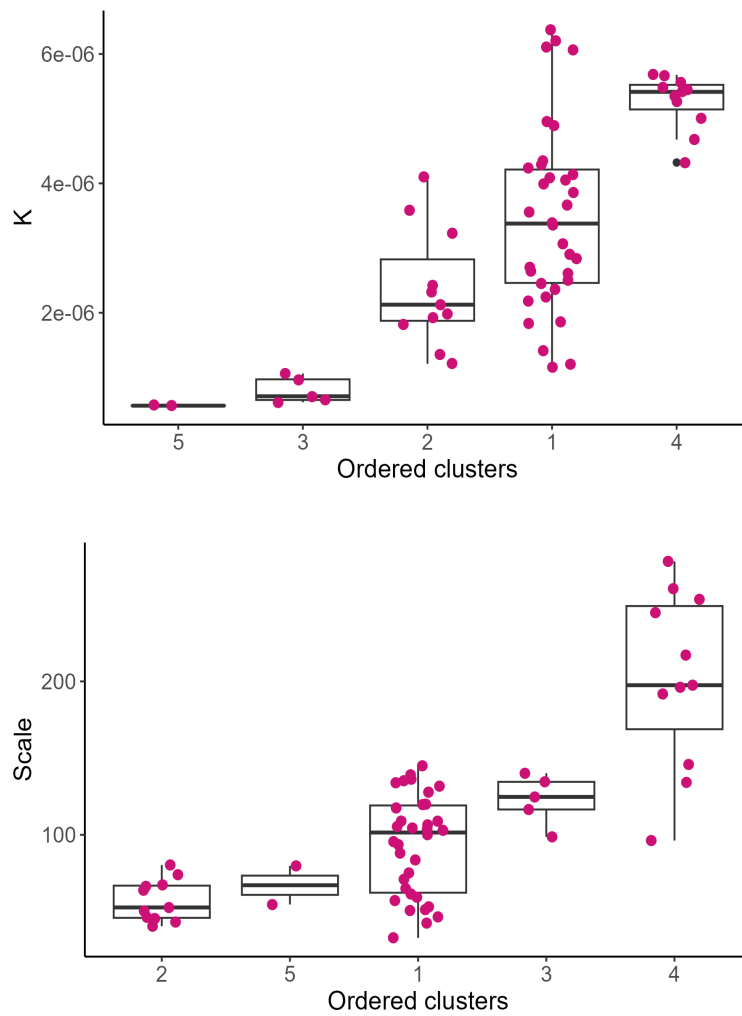 6e-06
4e-06
2e-06
K
5 3 2 1 4
Ordered clusters
200
100
Scale
2 5 1 3 4
Ordered clusters